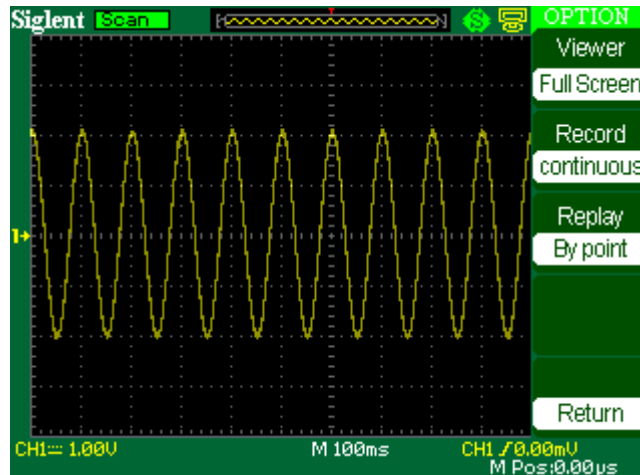 Siglent Scan
OPTION
Viewer
Full Screen
Record
continuous
Replay
By point
Return
1
CH1 1.00V
M 100ms
CH1 0.00mV
M Pos:0.00µs